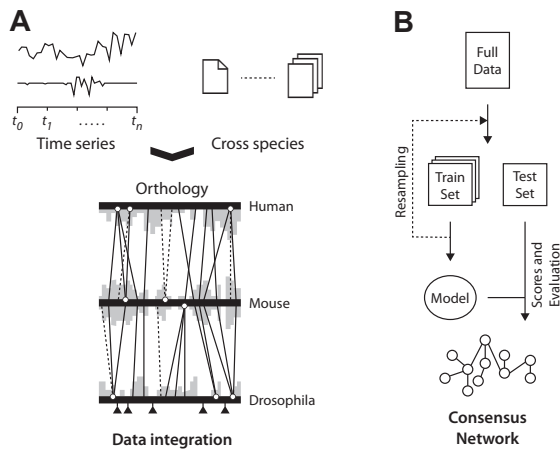 A
t0 t1 ..... tn
Time series
Cross species
Orthology
Human
Mouse
Drosophila
Data integration
B
Full
Data
Resampling
Train
Set
Test
Set
Model
Scores and
Evaluation
Consensus
Network